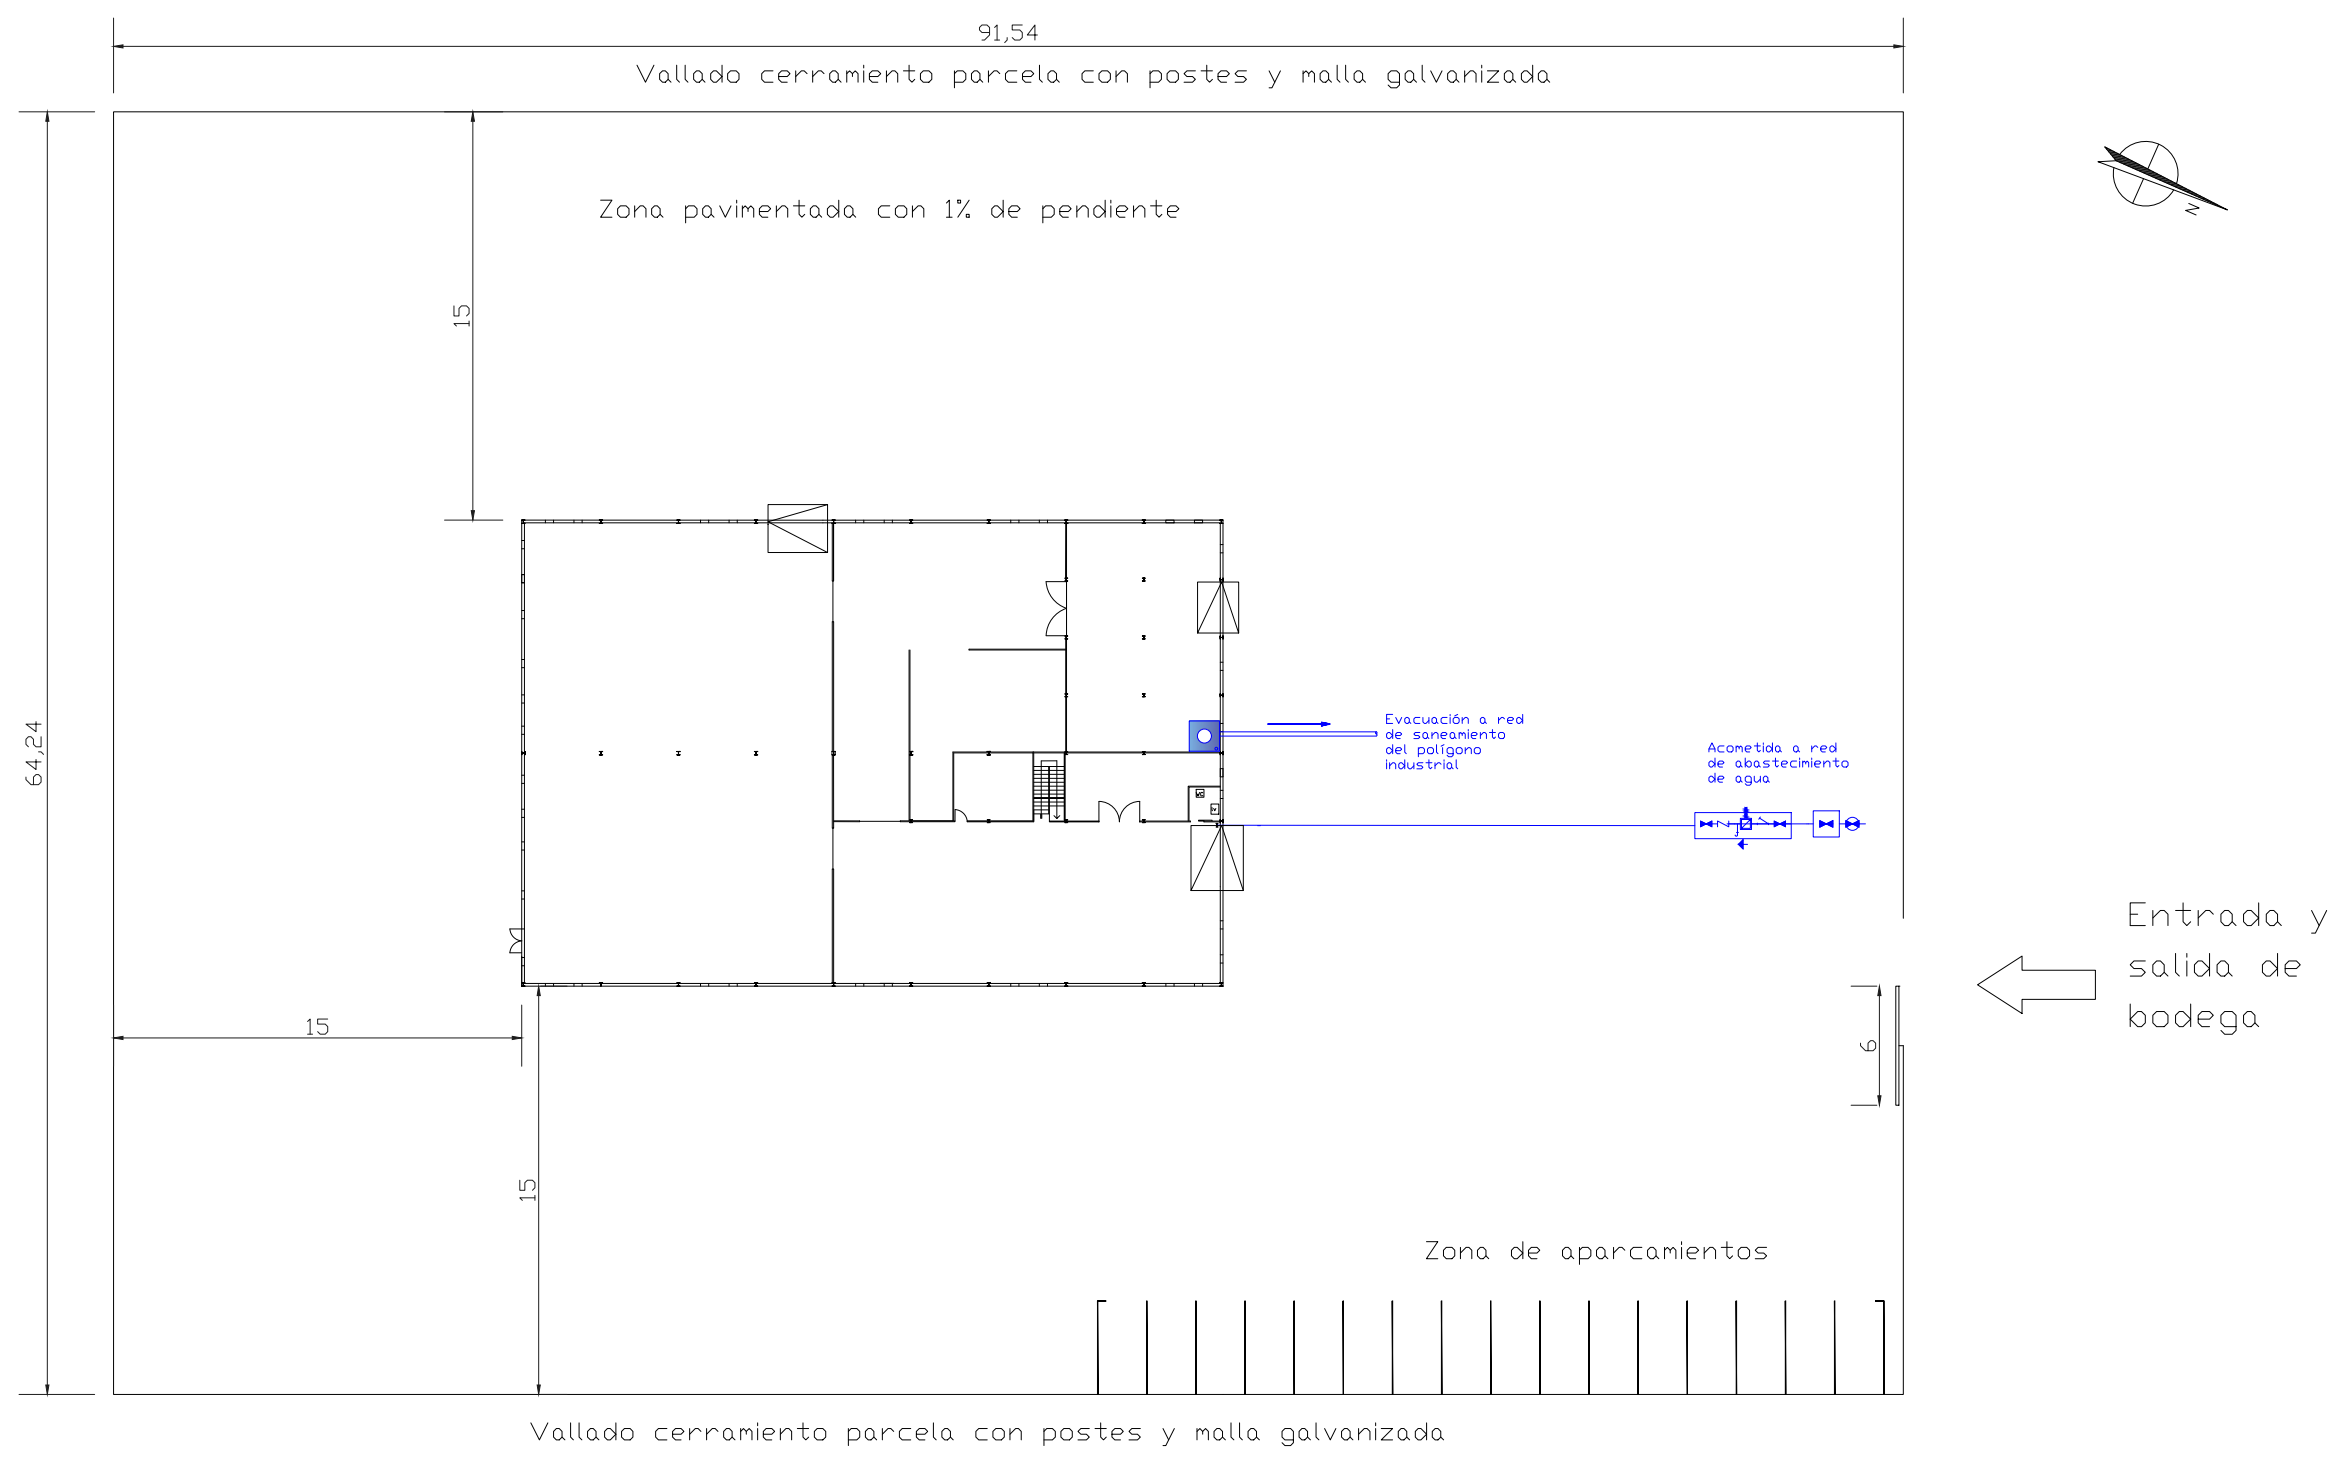 91,54
Vallado cerramiento parcela con postes y malla galvanizada
Zona pavimentada con 1% de pendiente
N
15
64,24
Evacuación a red
de saneamiento
del polígono
industrial
Acometida a red
de abastecimiento
de agua
Entrada y
salida de
bodega
15
6
15
Zona de aparcamientos
Vallado cerramiento parcela con postes y malla galvanizada